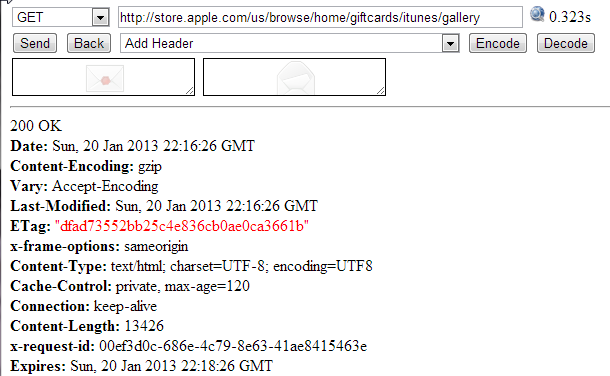 GET http://store.apple.com/us/browse/home/giftcards/itunes/gallery 0.323s
Send Back Add Header Encode Decode
200 OK
Date: Sun, 20 Jan 2013 22:16:26 GMT
Content-Encoding: gzip
Vary: Accept-Encoding
Last-Modified: Sun, 20 Jan 2013 22:16:26 GMT
ETag: "dfad73552bb25c4e836cb0ae0ca3661b"
x-frame-options: sameorigin
Content-Type: text/html; charset=UTF-8; encoding=UTF8
Cache-Control: private, max-age=120
Connection: keep-alive
Content-Length: 13426
x-request-id: 00ef3d0c-686e-4c79-8e63-41ae8415463e
Expires: Sun, 20 Jan 2013 22:18:26 GMT